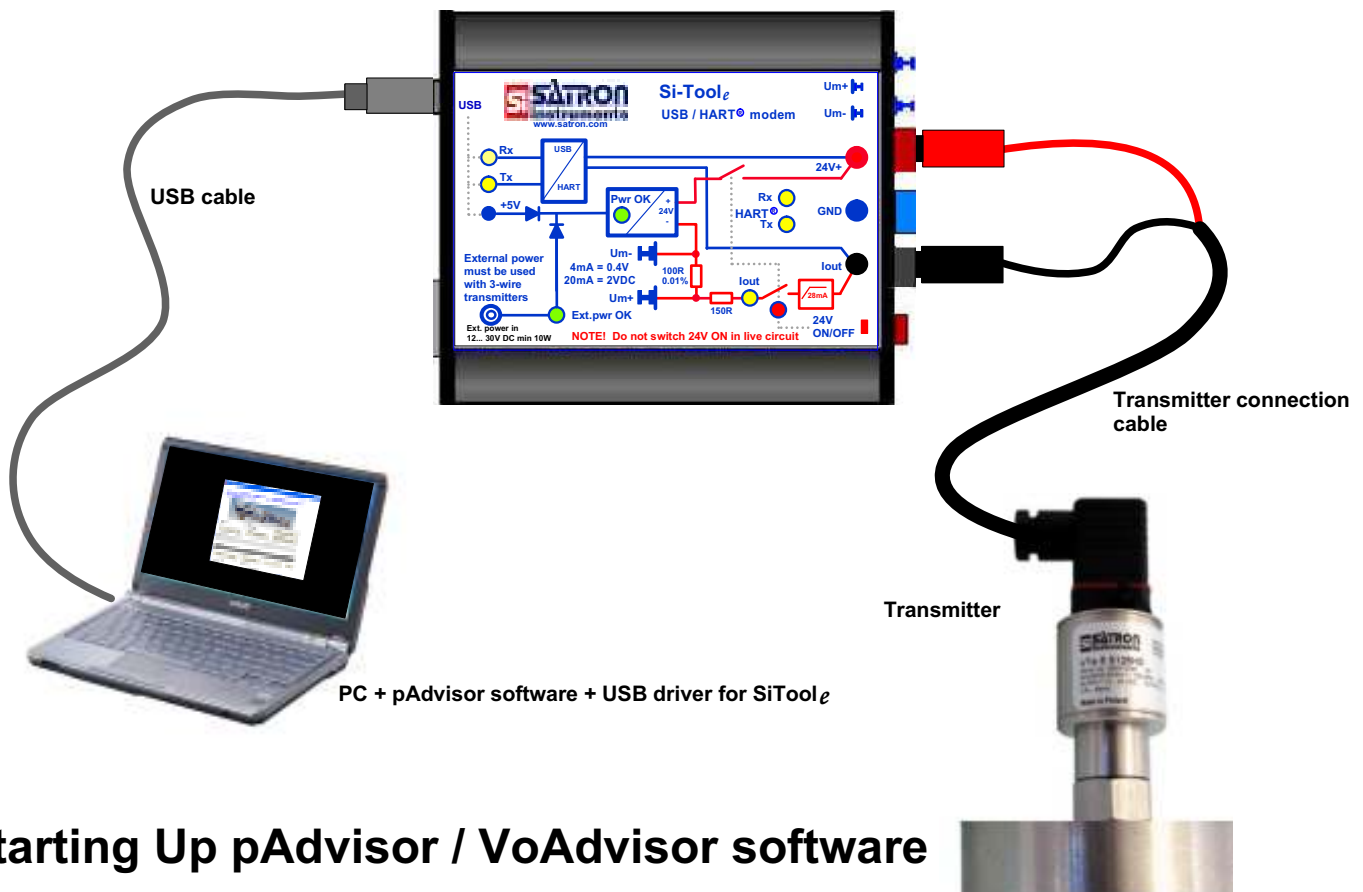 USB
SATRON
Instruments
www.satron.com
Si-Toole
USB / HART® modem
Um+
Um-
Rx
Tx
+5V
USB
HART
Pwr OK
+
24V
-
24V+
Rx
HART®
Tx
GND
Iout
External power
must be used
with 3-wire
transmitters
Um-
4mA = 0.4V
20mA = 2VDC
Um+
100R
0.01%
150R
Iout
28mA
Ext.pwr OK
Ext. power in
12... 30V DC min 10W
NOTE! Do not switch 24V ON in live circuit
24V
ON/OFF
USB cable
Transmitter connection
cable
Transmitter
SATRON
PC + pAdvisor software + USB driver for SiToole
tarting Up pAdvisor / VoAdvisor software